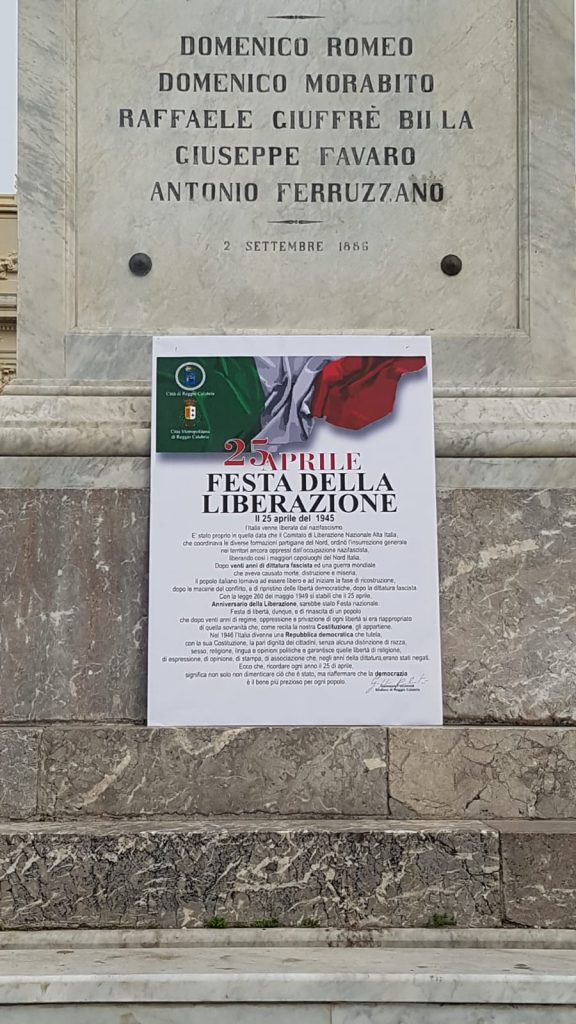 DOMENICO ROMEO
DOMENICO MORABITO
RAFFAELE GIUFFRÈ BILLA
GIUSEPPE FAVARO
ANTONIO FERRUZZANO
2 SETTEMBRE 1886
Città di Reggio Calabria
Città Metropolitana
di Reggio Calabria
25 APRILE
FESTA DELLA
LIBERAZIONE
Il 25 aprile del 1945
l'Italia venne liberata dal nazifascismo.
E' stato proprio in quella data che il Comitato di Liberazione Nazionale Alta Italia,
che coordinava le diverse formazioni partigiane del Nord, ordinò l'insurrezione generale
nei territori ancora oppressi dall'occupazione nazifascista,
liberando così i maggiori capoluoghi del Nord Italia.
Dopo venti anni di dittatura fascista ed una guerra mondiale
che aveva causato morte, distruzione e miseria,
il popolo italiano tornava ad essere libero e ad iniziare la fase di ricostruzione,
dopo le macerie del conflitto, e di ripristino delle libertà democratiche, dopo la dittatura fascista.
Con la legge 260 del maggio 1949 si stabilì che il 25 aprile,
Anniversario della Liberazione, sarebbe stato Festa nazionale.
Festa di libertà, dunque, e di rinascita di un popolo
che dopo venti anni di regime, oppressione e privazione di ogni libertà si era riappropriato
di quella sovranità che, come recita la nostra Costituzione, gli appartiene.
Nel 1946 l'Italia divenne una Repubblica democratica che tutela,
con la sua Costituzione, la pari dignità dei cittadini, senza alcuna distinzione di razza,
sesso, religione, lingua e opinioni politiche e garantisce quelle libertà di religione,
di espressione, di opinione, di stampa, di associazione che, negli anni della dittatura,erano stati negati.
Ecco che, ricordare ogni anno il 25 di aprile,
significa non solo non dimenticare ciò che è stato, ma riaffermare che la democrazia
è il bene più prezioso per ogni popolo.
Sindaco di Reggio Calabria